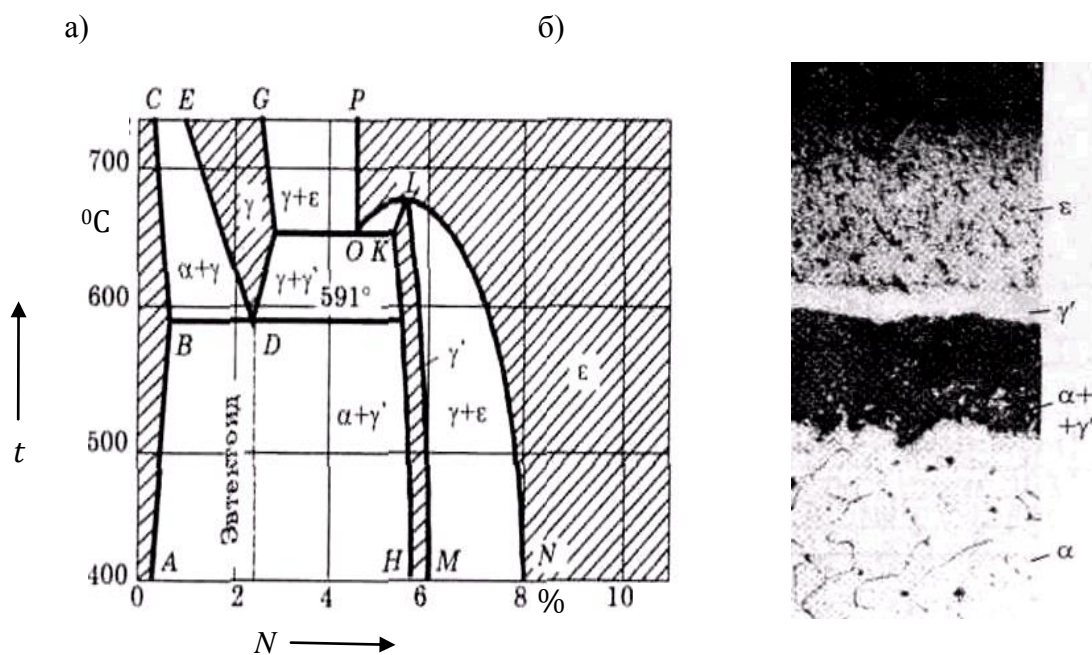 а)
б)
C E G P
700
⁰C
600
500
400
t
0 2 4 6 8 % 10
N
α+γ
γ
γ+ε
L
O K
γ+γ`
591°
B D
γ`
ε
α+γ`
γ+ε
Эвтектоид
A H M N
ε
γ′
α+
+γ′
α